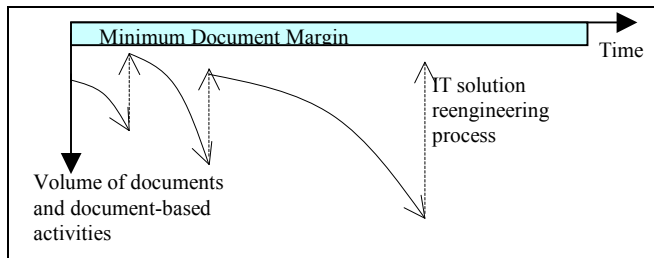 Minimum Document Margin
Time
IT solution
reengineering
process
Volume of documents
and document-based
activities